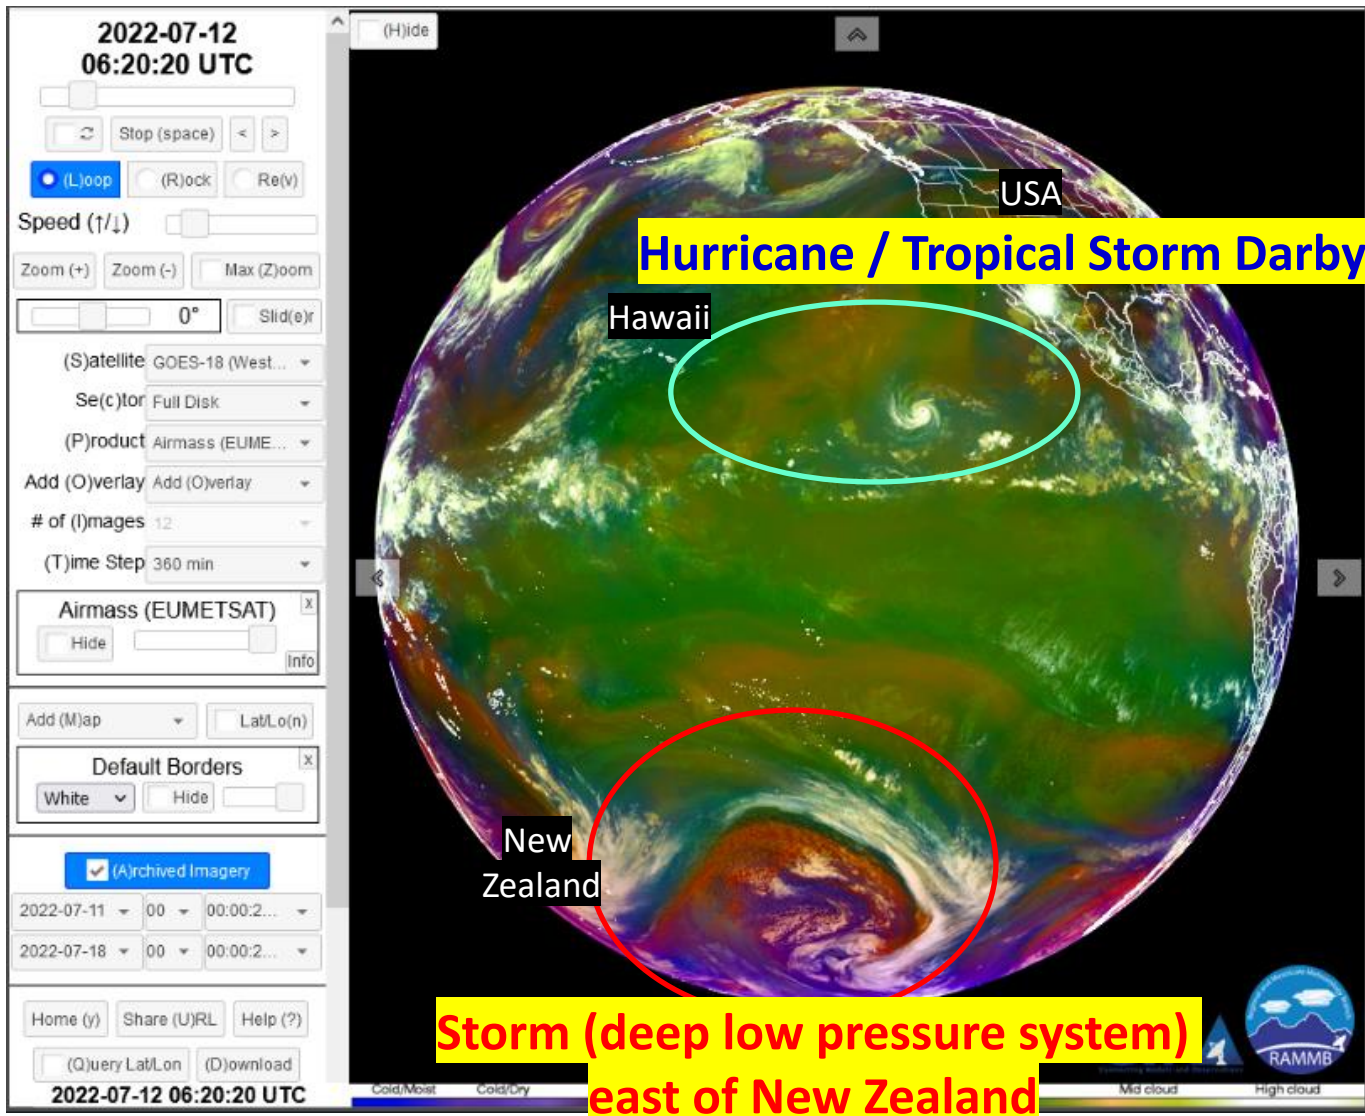 2022-07-12
06:20:20 UTC
Stop (space) < >
(L)oop (R)ock Re(v)
Speed (↑/↓)
Zoom (+) Zoom (-) Max (Z)oom
0° Slid(e)r
(S)atellite GOES-18 (West...
Se(c)tor Full Disk
(P)roduct Airmass (EUME...
Add (O)verlay Add (O)verlay
# of (I)mages 12
(T)ime Step 360 min
Airmass (EUMETSAT) X
Hide
Info
Add (M)ap Lat/Lo(n)
Default Borders X
White Hide
(A)rchived Imagery
2022-07-11 00 00:00:2...
2022-07-18 00 00:00:2...
Home (y) Share (U)RL Help (?)
(Q)uery Lat/Lon (D)ownload
2022-07-12 06:20:20 UTC
(H)ide
USA
Hurricane / Tropical Storm Darby
Hawaii
New
Zealand
Storm (deep low pressure system)
east of New Zealand
RAMMB
Cold/Moist Cold/Dry Mid cloud High cloud